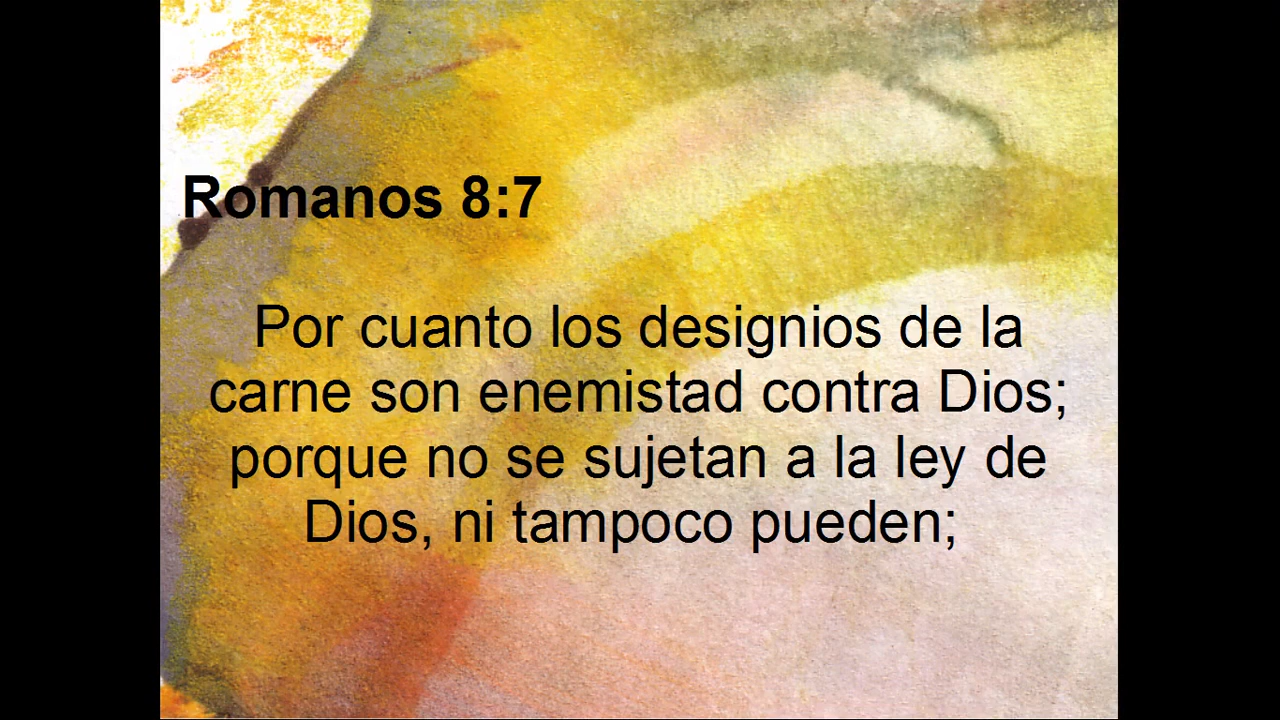 Romanos 8:7
Por cuanto los designios de la
carne son enemistad contra Dios;
porque no se sujetan a la ley de
Dios, ni tampoco pueden;